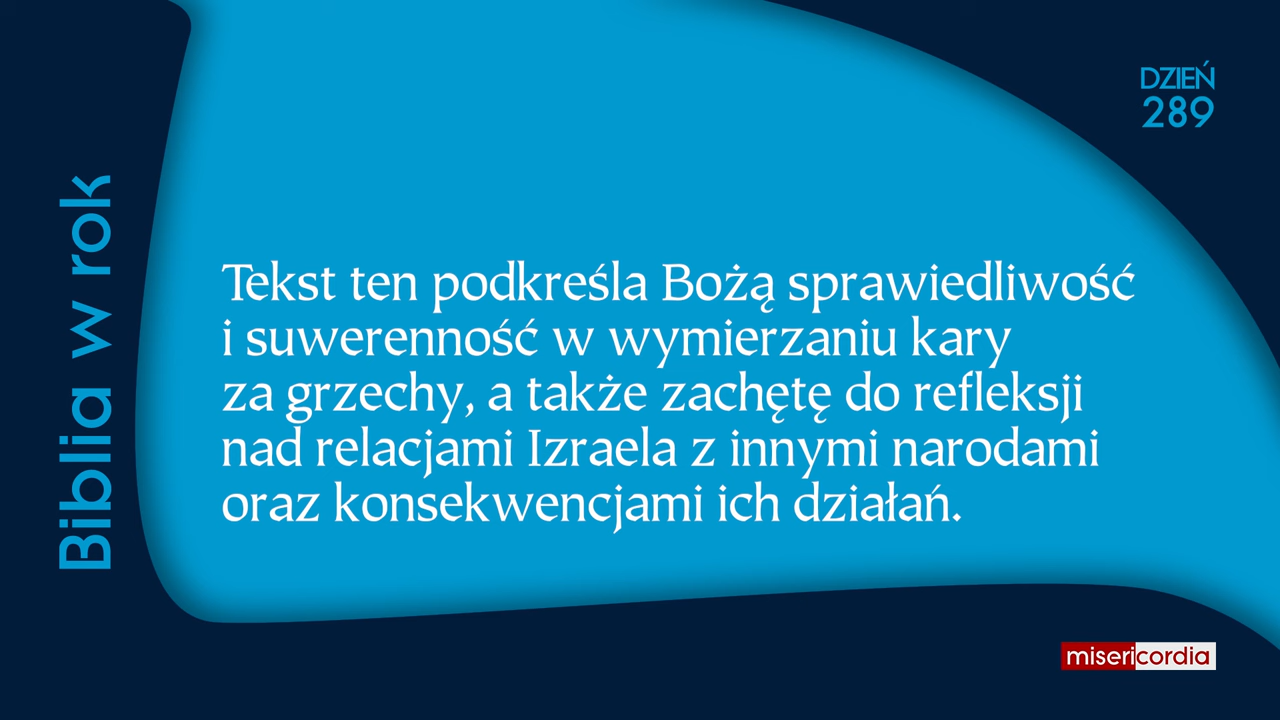 Biblia w rok
DZIEŃ
289
Tekst ten podkreśla Bożą sprawiedliwość
i suwerenność w wymierzaniu kary
za grzechy, a także zachętę do refleksji
nad relacjami Izraela z innymi narodami
oraz konsekwencjami ich działań.
misericordia